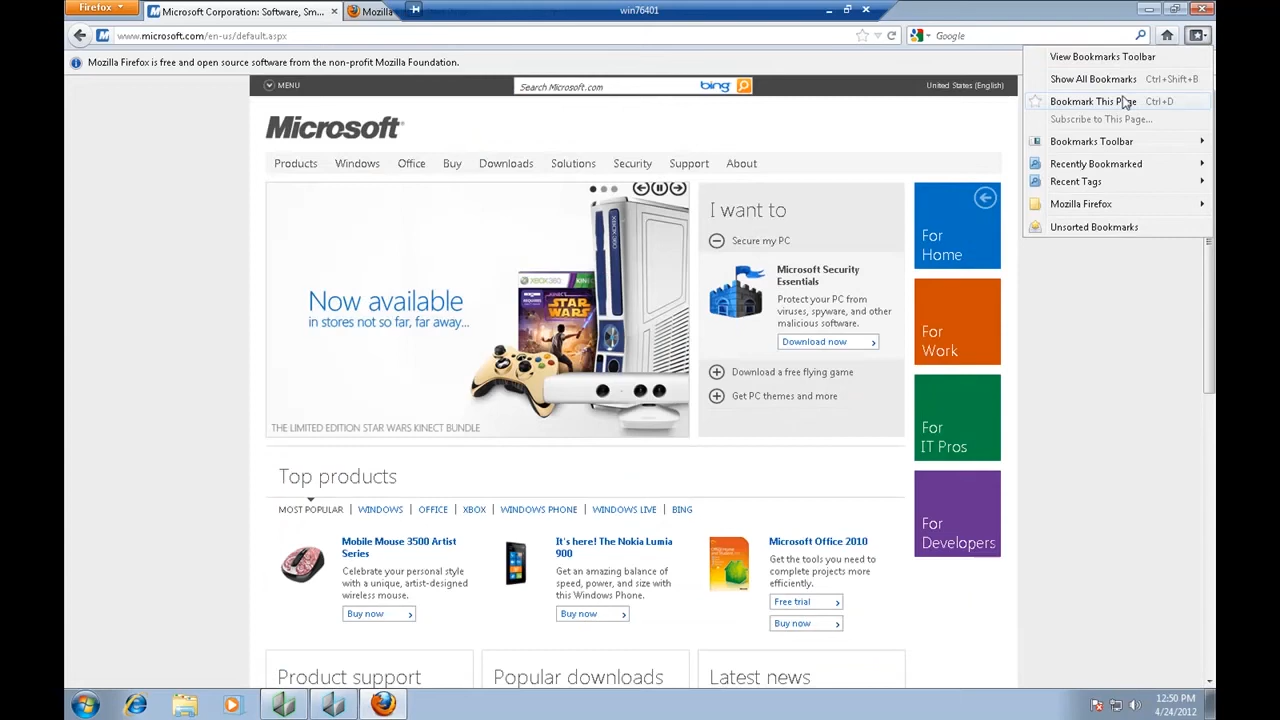 Firefox
Microsoft Corporation: Software, Sm...
Mozilla
win76401
www.microsoft.com/en-us/default.aspx
Google
Mozilla Firefox is free and open source software from the non-profit Mozilla Foundation.
View Bookmarks Toolbar
Show All Bookmarks Ctrl+Shift+B
Bookmark This Page Ctrl+D
Subscribe to This Page...
Bookmarks Toolbar
Recently Bookmarked
Recent Tags
Mozilla Firefox
Unsorted Bookmarks
MENU
Search Microsoft.com
bing
United States (English)
Microsoft
Products Windows Office Buy Downloads Solutions Security Support About
Now available
in stores not so far, far away...
XBOX 360
KINECT
STAR
WARS
THE LIMITED EDITION STAR WARS KINECT BUNDLE
I want to
Secure my PC
Microsoft Security
Essentials
Protect your PC from
viruses, spyware, and other
malicious software.
Download now
Download a free flying game
Get PC themes and more
For
Home
For
Work
For
IT Pros
For
Developers
Top products
MOST POPULAR | WINDOWS | OFFICE | XBOX | WINDOWS PHONE | WINDOWS LIVE | BING
Mobile Mouse 3500 Artist
Series
Celebrate your personal style
with a unique, artist-designed
wireless mouse.
Buy now
It's here! The Nokia Lumia
900
Get an amazing balance of
speed, power, and size with
this Windows Phone.
Buy now
Microsoft Office 2010
Get the tools you need to
complete projects more
efficiently.
Free trial
Buy now
Product support
Popular downloads
Latest news
12:50 PM
4/24/2012